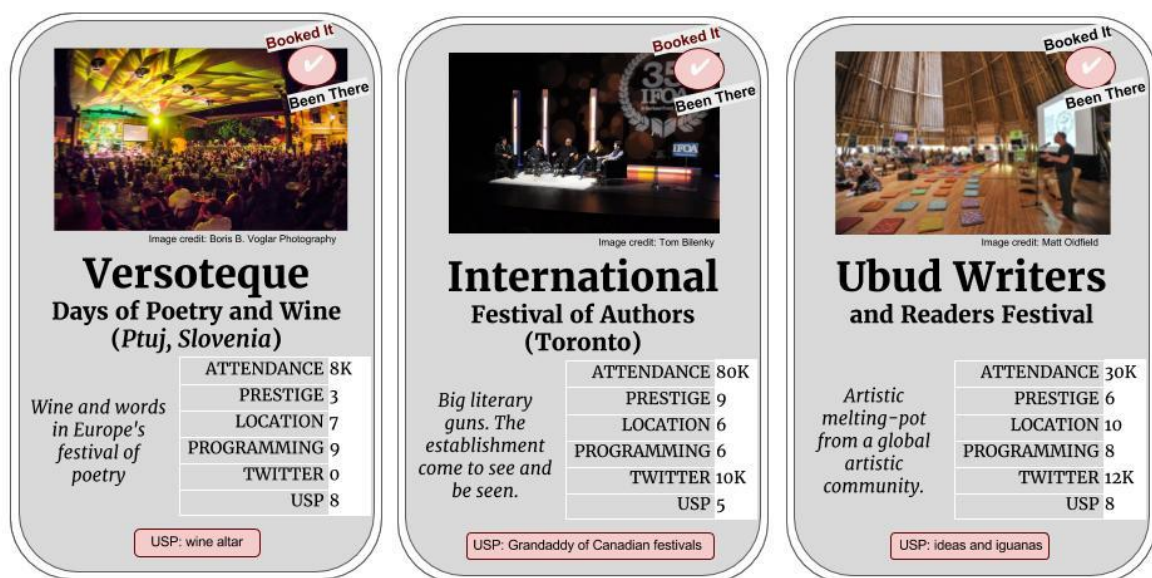 Booked It
✔
Been There
Image credit: Boris B. Voglar Photography
Versoteque
Days of Poetry and Wine
(Ptuj, Slovenia)
Wine and words
in Europe's
festival of
poetry
ATTENDANCE 8K
PRESTIGE 3
LOCATION 7
PROGRAMMING 9
TWITTER 0
USP 8
USP: wine altar
Booked It
✔
Been There
35
IFOA
IFOA
Image credit: Tom Bilenky
International
Festival of Authors
(Toronto)
Big literary
guns. The
establishment
come to see and
be seen.
ATTENDANCE 80K
PRESTIGE 9
LOCATION 6
PROGRAMMING 6
TWITTER 10K
USP 5
USP: Grandaddy of Canadian festivals
Booked It
✔
Been There
Image credit: Matt Oldfield
Ubud Writers
and Readers Festival
Artistic
melting-pot
from a global
artistic
community.
ATTENDANCE 30K
PRESTIGE 6
LOCATION 10
PROGRAMMING 8
TWITTER 12K
USP 8
USP: ideas and iguanas